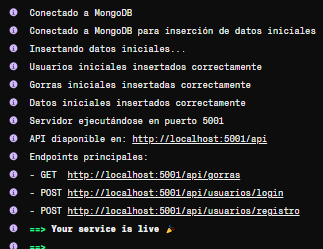 Conectado a MongoDB
Conectado a MongoDB para inserción de datos iniciales
Insertando datos iniciales...
Usuarios iniciales insertados correctamente
Gorras iniciales insertadas correctamente
Datos iniciales insertados correctamente
Servidor ejecutándose en puerto 5001
API disponible en: http://localhost:5001/api
Endpoints principales:
- GET  http://localhost:5001/api/gorras
- POST http://localhost:5001/api/usuarios/login
- POST http://localhost:5001/api/usuarios/registro
==> Your service is live 🎉
==>